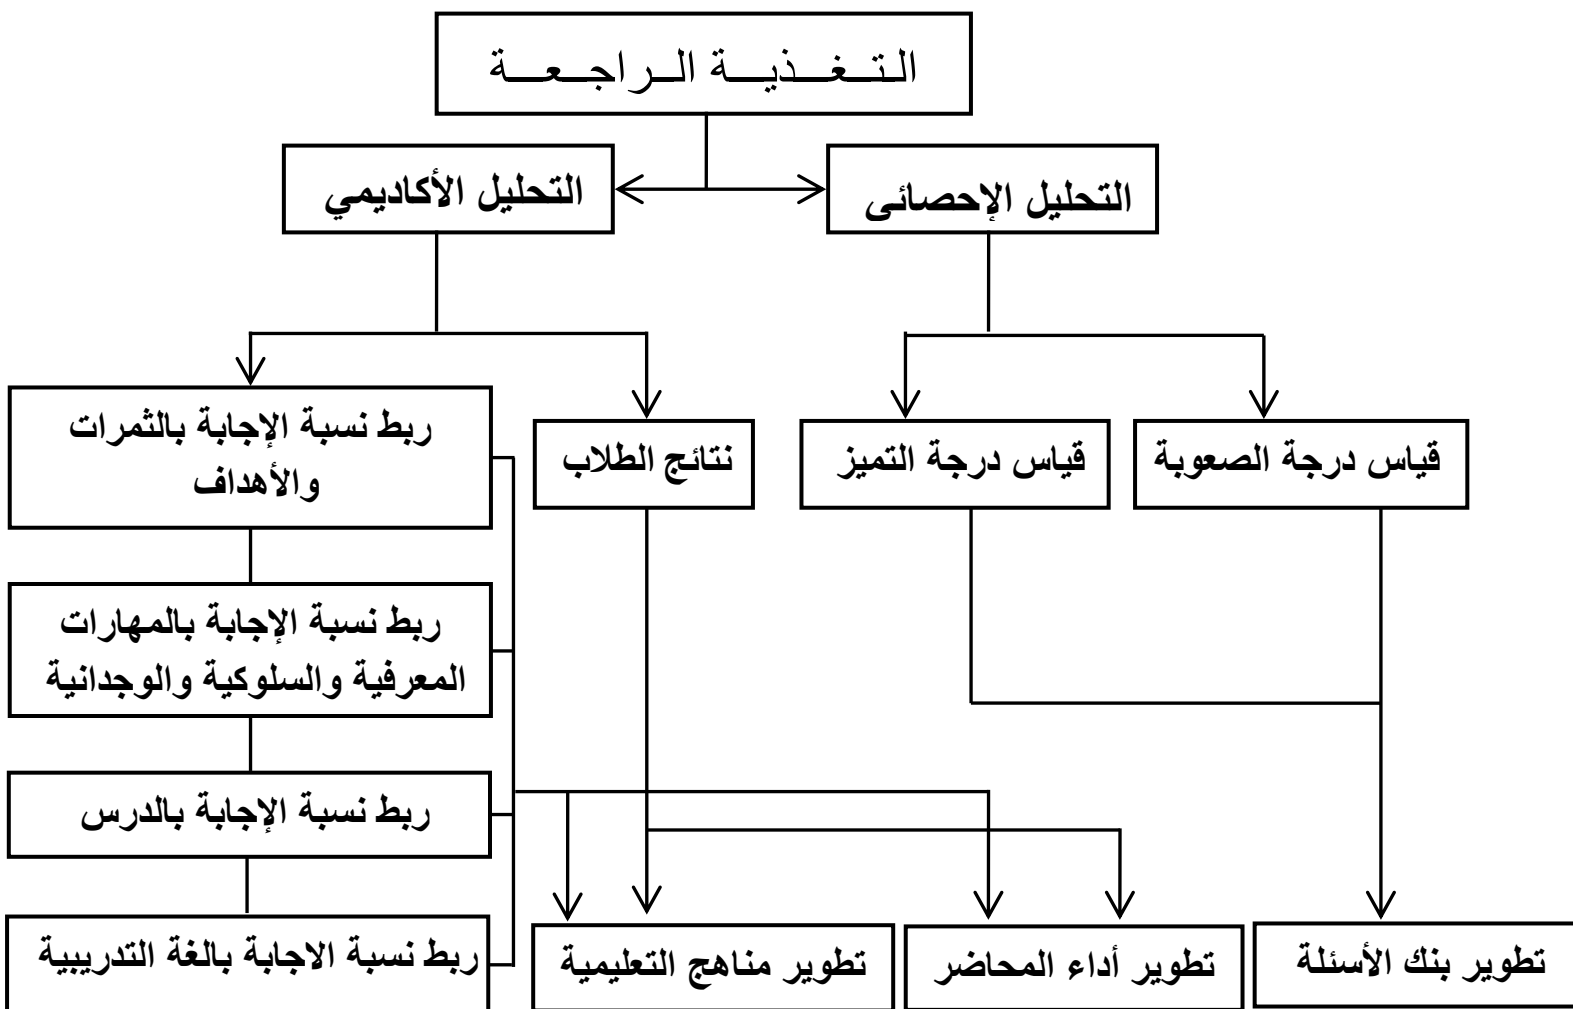 التغذية الراجعة
التحليل الإحصائى
التحليل الأكاديمي
قياس درجة الصعوبة
قياس درجة التميز
نتائج الطلاب
ربط نسبة الإجابة بالثمرات
والأهداف
ربط نسبة الإجابة بالمهارات
المعرفية والسلوكية والوجدانية
ربط نسبة الإجابة بالدرس
ربط نسبة الاجابة بالغة التدريبية
تطوير بنك الأسئلة
تطوير أداء المحاضر
تطوير مناهج التعليمية